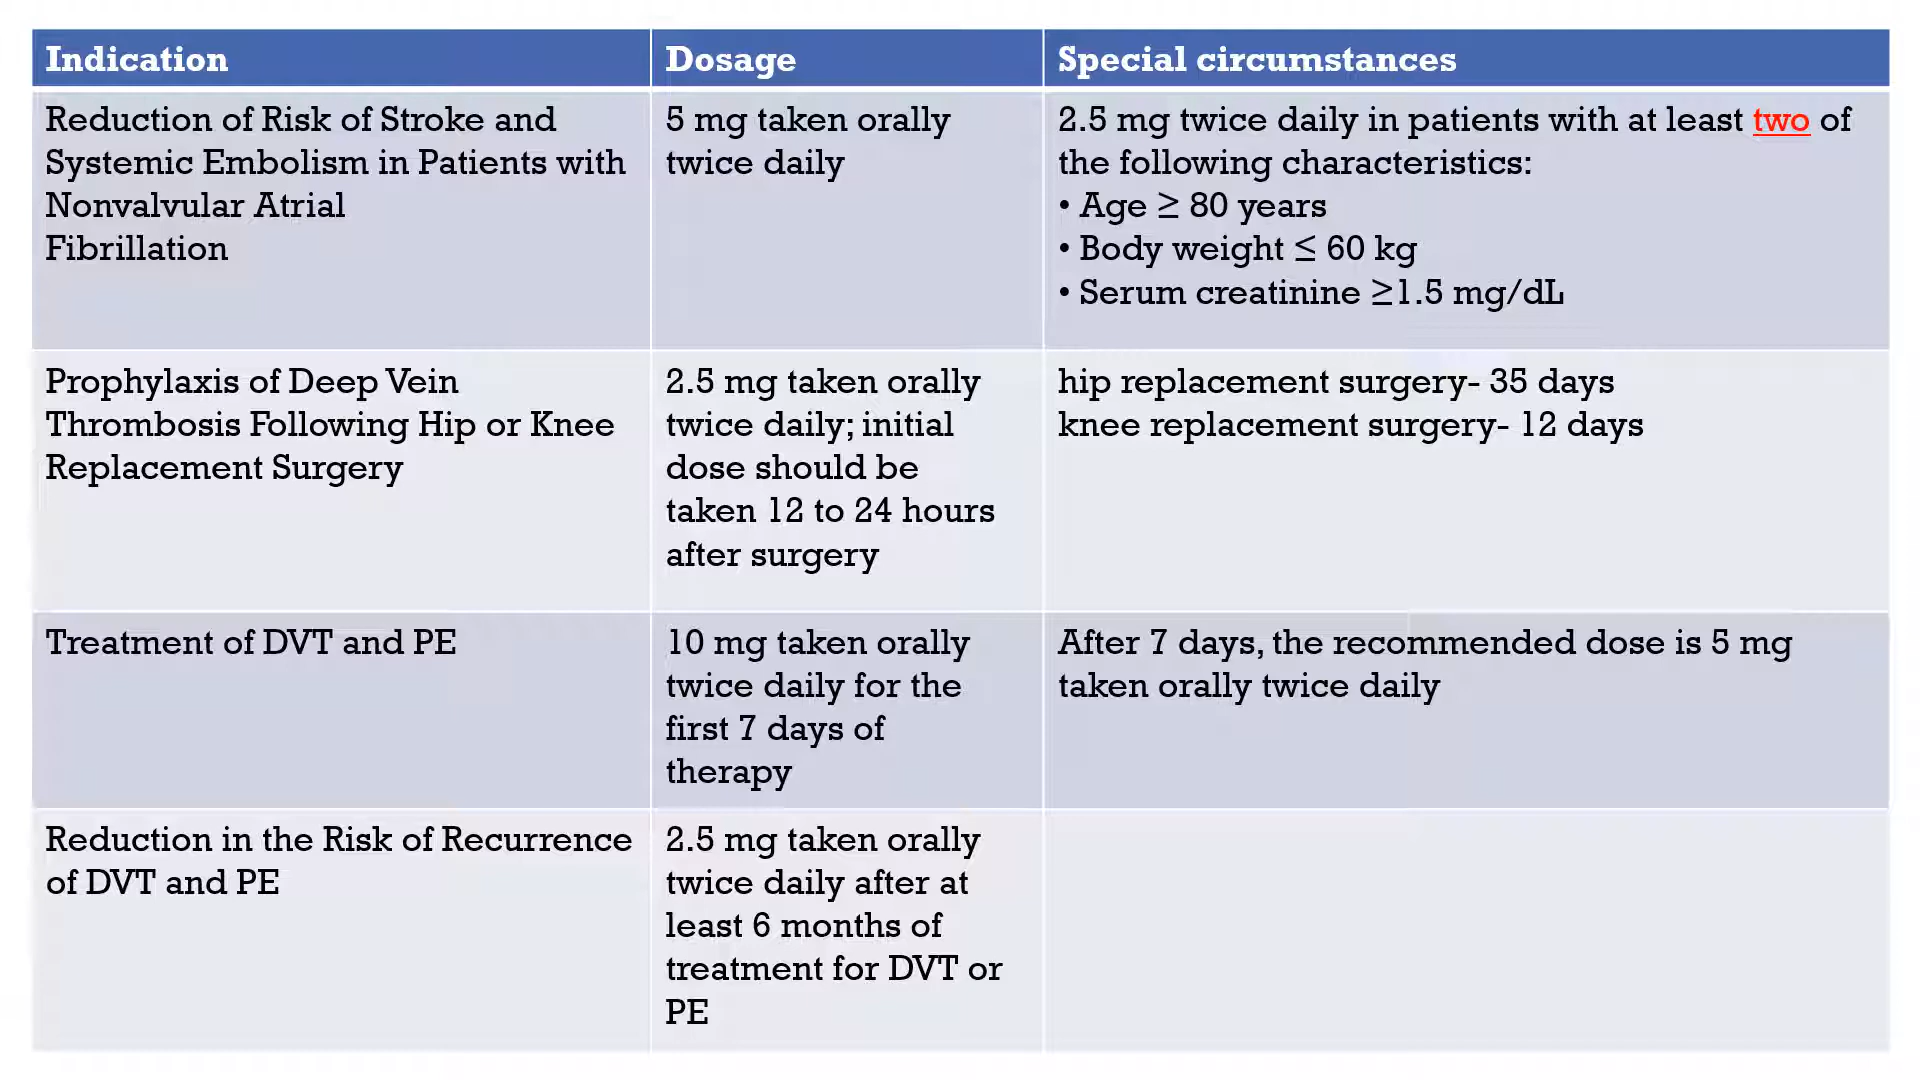 Indication
Dosage
Special circumstances
Reduction of Risk of Stroke and
Systemic Embolism in Patients with
Nonvalvular Atrial
Fibrillation
5 mg taken orally
twice daily
2.5 mg twice daily in patients with at least two of
the following characteristics:
• Age ≥ 80 years
• Body weight ≤ 60 kg
• Serum creatinine ≥1.5 mg/dL
Prophylaxis of Deep Vein
Thrombosis Following Hip or Knee
Replacement Surgery
2.5 mg taken orally
twice daily; initial
dose should be
taken 12 to 24 hours
after surgery
hip replacement surgery- 35 days
knee replacement surgery- 12 days
Treatment of DVT and PE
10 mg taken orally
twice daily for the
first 7 days of
therapy
After 7 days, the recommended dose is 5 mg
taken orally twice daily
Reduction in the Risk of Recurrence
of DVT and PE
2.5 mg taken orally
twice daily after at
least 6 months of
treatment for DVT or
PE